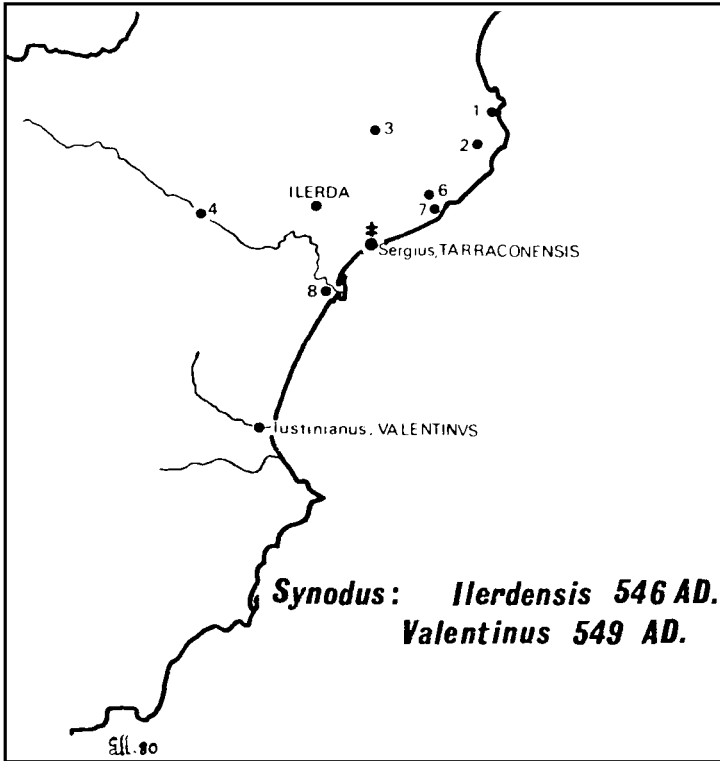 1
3
2
ILERDA
6
4
7
Sergius, TARRACONENSIS
8
Iustinianus. VALENTINVS
Synodus: Ilerdensis 546 AD.
Valentinus 549 AD.
80